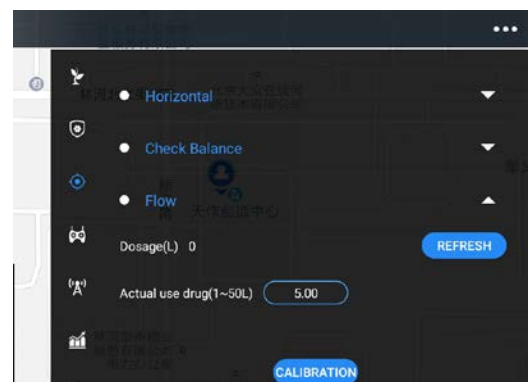 Horizontal
Check Balance
Flow
Dosage(L) 0
REFRESH
Actual use drug(1~50L) 5.00
CALIBRATION